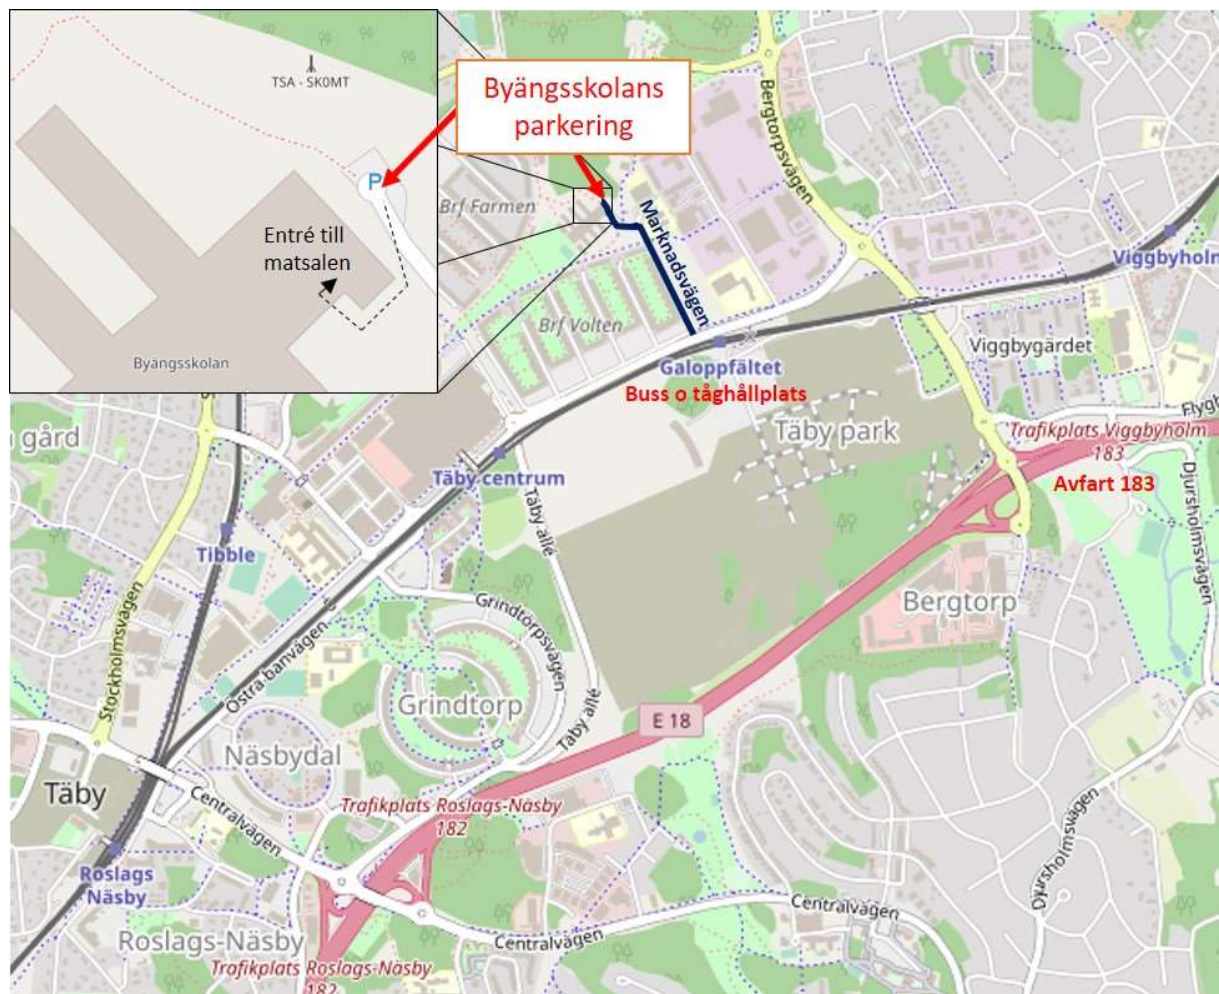 TSA - SK0MT
Byängsskolans
parkering
P
Entré till
matsalen
Byängsskolan
Bergtorpsvägen
Brf Farmen
Marknadsvägen
Brf Volten
Viggbyholm
Galoppfältet
Buss o tåghållplats
Viggbygärdet
Täby park
Trafikplats Viggbyholm
183
Avfart 183
Djursholmsvägen
gård
Täby centrum
Täby allé
Tibble
Stockholmsvägen
Bergtorp
Grindtorpsvägen
Östra banvägen
Grindtorp
Täby allé
E 18
Näsbydal
Täby
Centralvägen
Trafikplats Roslags-Näsby
182
Roslags
Näsby
Djursholmsvägen
Centralvägen
Centralvägen
Roslags-Näsby
Trafikplats Roslags-Näsby
182